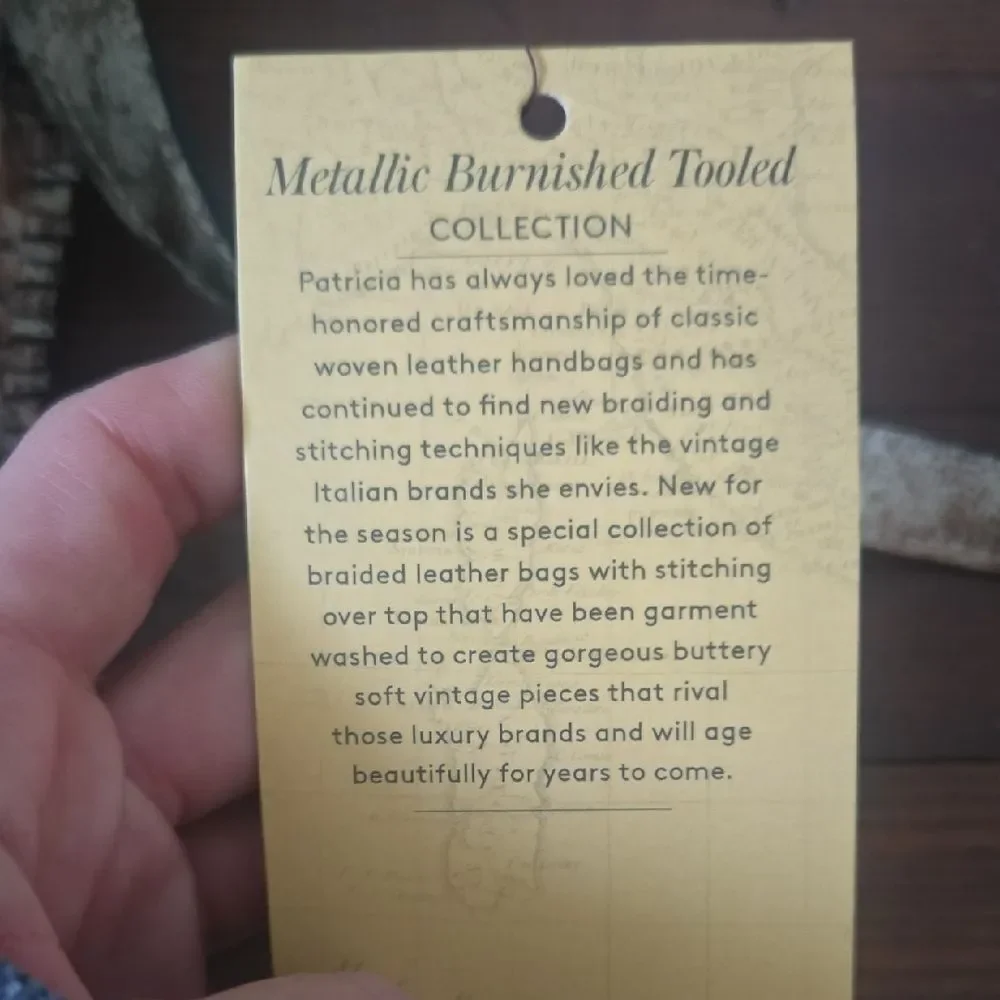 Metallic Burnished Tooled
COLLECTION
Patricia has always loved the time-
honored craftsmanship of classic
woven leather handbags and has
continued to find new braiding and
stitching techniques like the vintage
Italian brands she envies. New for
the season is a special collection of
braided leather bags with stitching
over top that have been garment
washed to create gorgeous buttery
soft vintage pieces that rival
those luxury brands and will age
beautifully for years to come.